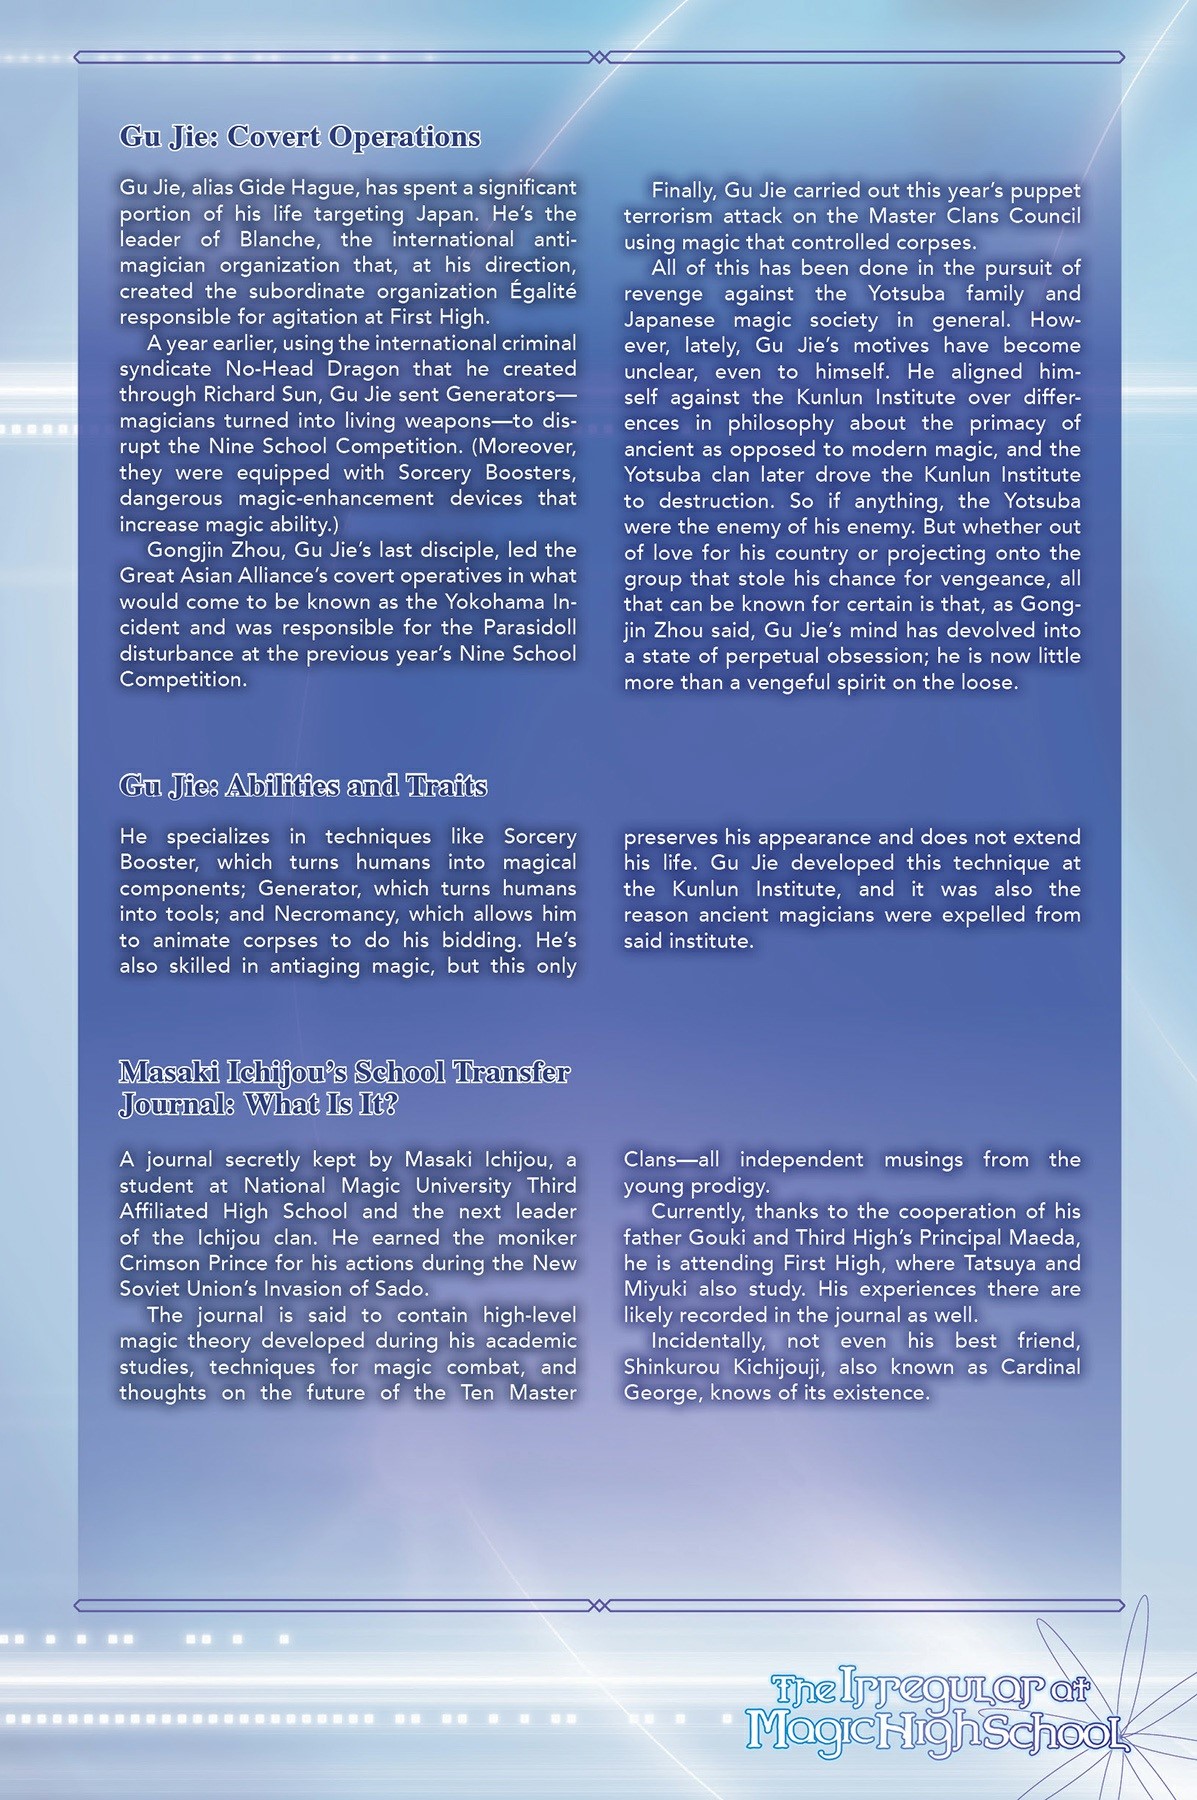 Gu Jie: Covert Operations
Gu Jie, alias Gide Hague, has spent a significant
portion of his life targeting Japan. He's the
leader of Blanche, the international anti-
magician organization that, at his direction,
created the subordinate organization Égalité
responsible for agitation at First High.
A year earlier, using the international criminal
syndicate No-Head Dragon that he created
through Richard Sun, Gu Jie sent Generators—
magicians turned into living weapons—to dis-
rupt the Nine School Competition. (Moreover,
they were equipped with Sorcery Boosters,
dangerous magic-enhancement devices that
increase magic ability.)
Gongjin Zhou, Gu Jie's last disciple, led the
Great Asian Alliance's covert operatives in what
would come to be known as the Yokohama In-
cident and was responsible for the Parasidoll
disturbance at the previous year's Nine School
Competition.
Finally, Gu Jie carried out this year's puppet
terrorism attack on the Master Clans Council
using magic that controlled corpses.
All of this has been done in the pursuit of
revenge against the Yotsuba family and
Japanese magic society in general. How-
ever, lately, Gu Jie's motives have become
unclear, even to himself. He aligned him-
self against the Kunlun Institute over differ-
ences in philosophy about the primacy of
ancient as opposed to modern magic, and the
Yotsuba clan later drove the Kunlun Institute
to destruction. So if anything, the Yotsuba
were the enemy of his enemy. But whether out
of love for his country or projecting onto the
group that stole his chance for vengeance, all
that can be known for certain is that, as Gong-
jin Zhou said, Gu Jie's mind has devolved into
a state of perpetual obsession; he is now little
more than a vengeful spirit on the loose.
Gu Jie: Abilities and Traits
He specializes in techniques like Sorcery
Booster, which turns humans into magical
components; Generator, which turns humans
into tools; and Necromancy, which allows him
to animate corpses to do his bidding. He's
also skilled in antiaging magic, but this only
preserves his appearance and does not extend
his life. Gu Jie developed this technique at
the Kunlun Institute, and it was also the
reason ancient magicians were expelled from
said institute.
Masaki Ichijou's School Transfer
Journal: What Is It?
A journal secretly kept by Masaki Ichijou, a
student at National Magic University Third
Affiliated High School and the next leader
of the Ichijou clan. He earned the moniker
Crimson Prince for his actions during the New
Soviet Union's Invasion of Sado.
The journal is said to contain high-level
magic theory developed during his academic
studies, techniques for magic combat, and
thoughts on the future of the Ten Master
Clans—all independent musings from the
young prodigy.
Currently, thanks to the cooperation of his
father Gouki and Third High's Principal Maeda,
he is attending First High, where Tatsuya and
Miyuki also study. His experiences there are
likely recorded in the journal as well.
Incidentally, not even his best friend,
Shinkurou Kichijouji, also known as Cardinal
George, knows of its existence.
The Irregular at
Magic High School